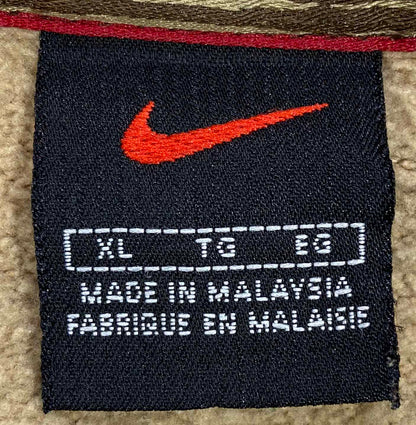 XL TG EG
MADE IN MALAYSIA
FABRIQUE EN MALAISIE